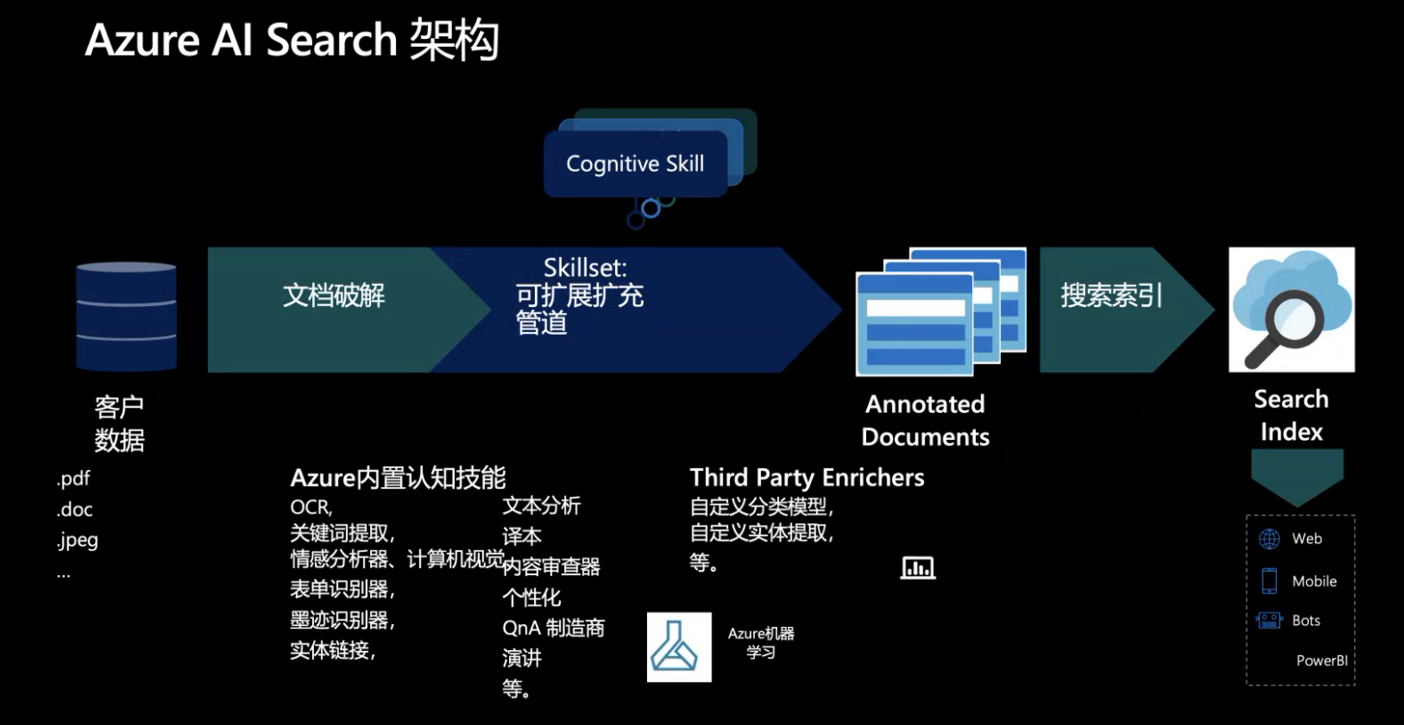 Azure AI Search 架构
Cognitive Skill
文档破解
Skillset:
可扩展扩充
管道
搜索索引
客户
数据
Annotated
Documents
Search
Index
.pdf
.doc
.jpeg
...
Azure内置认知技能
OCR,
关键词提取，
情感分析器、计算机视觉
表单识别器，
墨迹识别器，
实体链接，
文本分析
译本
内容审查器
个性化
QnA 制造商
演讲
等。
Third Party Enrichers
自定义分类模型，
自定义实体提取，
等。
Azure机器
学习
Web
Mobile
Bots
PowerBI